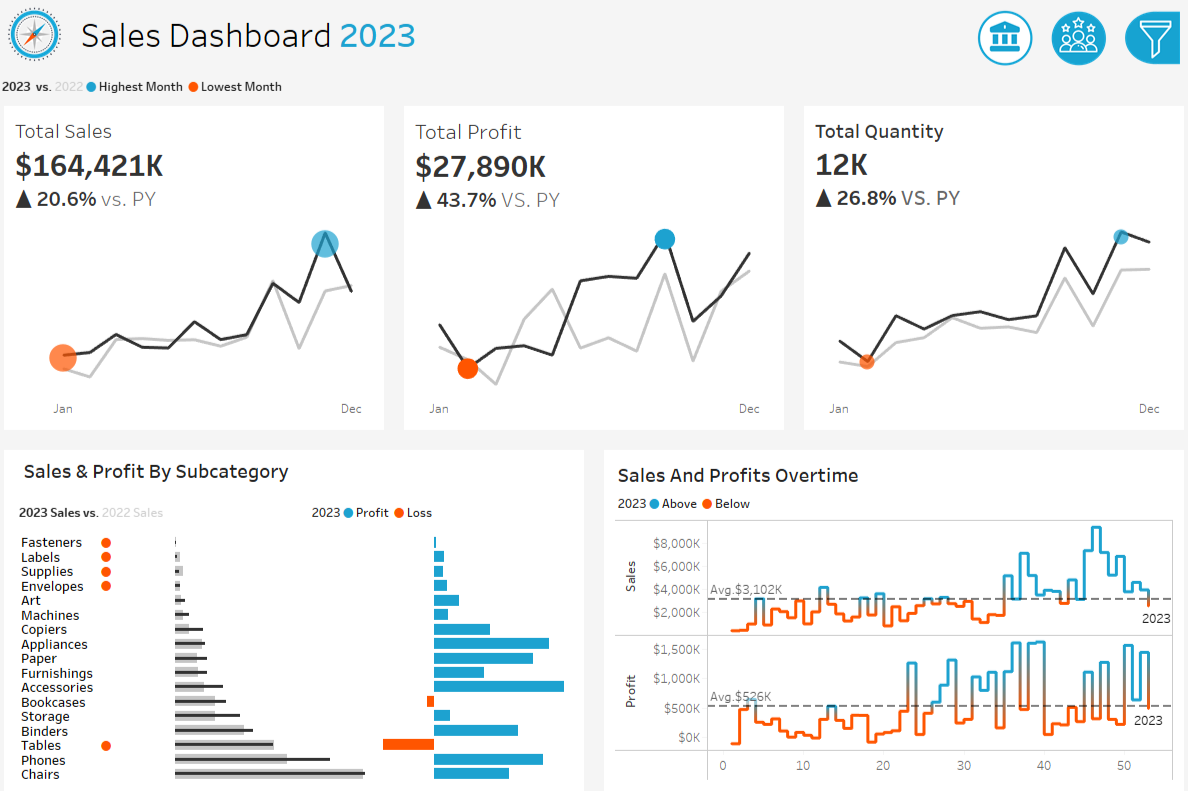 Sales Dashboard 2023
2023 vs. 2022 Highest Month Lowest Month
Total Sales
$164,421K
▲ 20.6% vs. PY
Jan Dec
Total Profit
$27,890K
▲ 43.7% VS. PY
Jan Dec
Total Quantity
12K
▲ 26.8% VS. PY
Jan Dec
Sales & Profit By Subcategory
2023 Sales vs. 2022 Sales
2023 Profit Loss
Fasteners
Labels
Supplies
Envelopes
Art
Machines
Copiers
Appliances
Paper
Furnishings
Accessories
Bookcases
Storage
Binders
Tables
Phones
Chairs
Sales And Profits Overtime
2023 Above Below
Sales
$8,000K
$6,000K
$4,000K
$2,000K
Avg.$3,102K
2023
Profit
$1,500K
$1,000K
$500K
$0K
Avg.$526K
2023
0 10 20 30 40 50